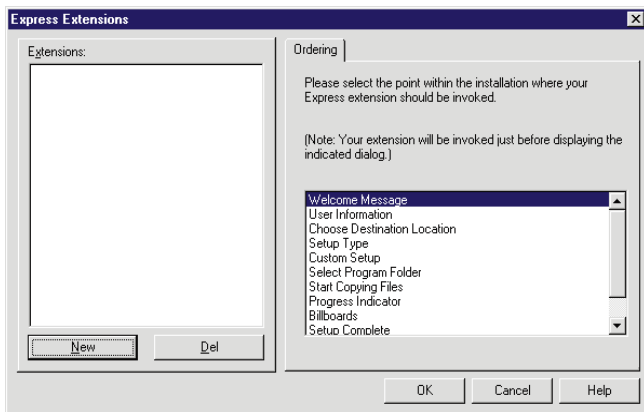 Express Extensions
Extensions:
New
Del
Ordering
Please select the point within the installation where your
Express extension should be invoked.
(Note: Your extension will be invoked just before displaying the
indicated dialog.)
Welcome Message
User Information
Choose Destination Location
Setup Type
Custom Setup
Select Program Folder
Start Copying Files
Progress Indicator
Billboards
Setup Complete
OK
Cancel
Help